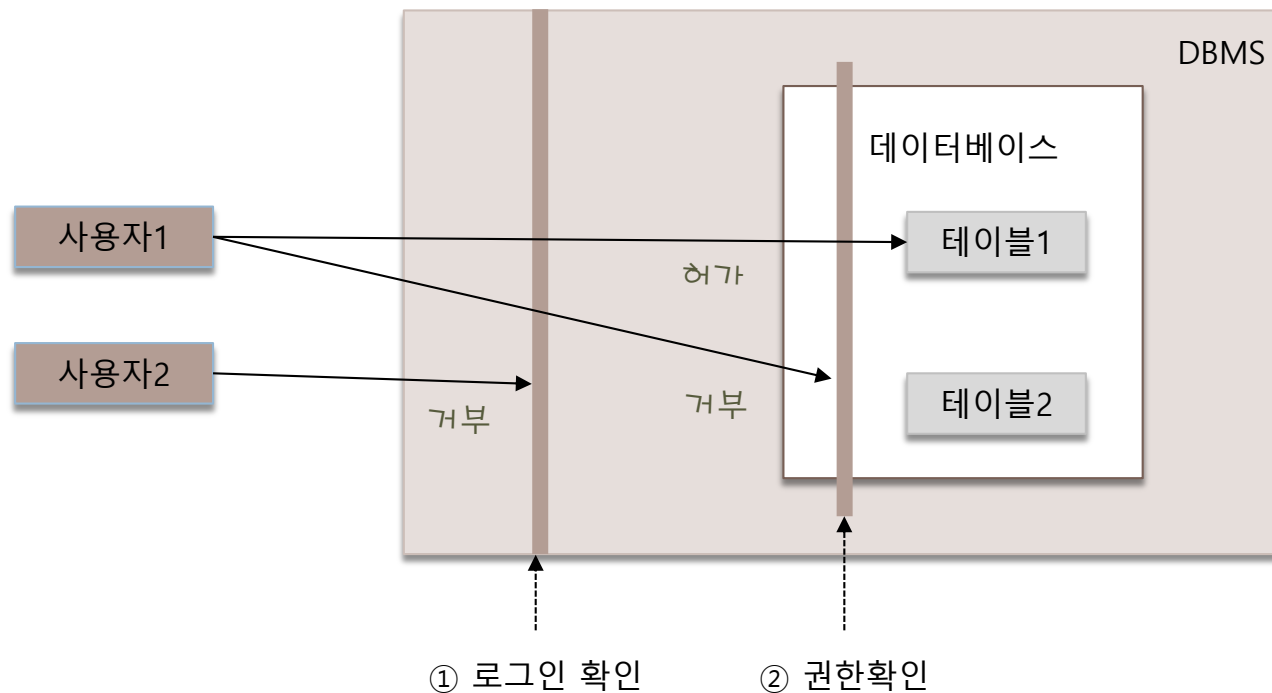 DBMS
데이터베이스
사용자1
테이블1
허가
사용자2
테이블2
거부
거부
① 로그인 확인
② 권한확인